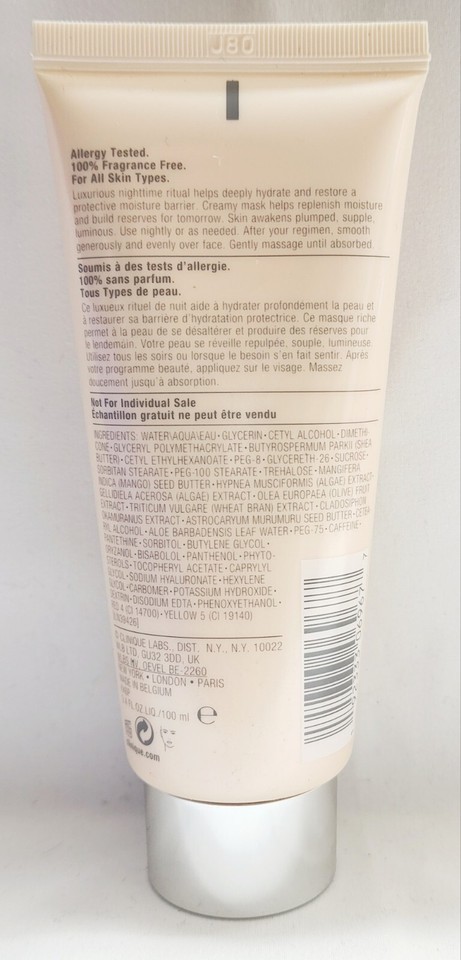 J80
Allergy Tested.
100% Fragrance Free.
For All Skin Types.
Luxurious nighttime ritual helps deeply hydrate and restore a
protective moisture barrier. Creamy mask helps replenish moisture
and build reserves for tomorrow. Skin awakens plumped, supple,
luminous. Use nightly or as needed. After your regimen, smooth
generously and evenly over face. Gently massage until absorbed.
Soumis à des tests d'allergie.
100% sans parfum.
Tous Types de peau.
Ce luxueux rituel de nuit aide à hydrater profondément la peau et
à restaurer sa barrière d'hydratation protectrice. Ce masque riche
permet à la peau de se désaltérer et produire des réserves pour
le lendemain. Votre peau se réveille repulpée, souple, lumineuse.
Utilisez tous les soirs ou lorsque le besoin s'en fait sentir. Après
votre programme beauté, appliquez sur le visage. Massez
doucement jusqu'à absorption.
Not For Individual Sale
Échantillon gratuit ne peut être vendu
INGREDIENTS: WATER\AQUA\EAU • GLYCERIN • CETYL ALCOHOL • DIMETHI-
CONE • GLYCERYL POLYMETHACRYLATE • BUTYROSPERMUM PARKII (SHEA
BUTTER) • CETYL ETHYLHEXANOATE • PEG-8 • GLYCERETH-26 • SUCROSE •
SORBITAN STEARATE • PEG-100 STEARATE • TREHALOSE • MANGIFERA
INDICA (MANGO) SEED BUTTER • HYPNEA MUSCIFORMIS (ALGAE) EXTRACT •
GELLIDIELA ACEROSA (ALGAE) EXTRACT • OLEA EUROPAEA (OLIVE) FRUIT
EXTRACT • TRITICUM VULGARE (WHEAT BRAN) EXTRACT • CLADOSIPHON
OKAMURANUS EXTRACT • ASTROCARYUM MURUMURU SEED BUTTER •
ALCOHOL • ALOE BARBADENSIS LEAF WATER • PEG-75 • CAFFEINE •
PANTETHINE • SORBITOL • BUTYLENE GLYCOL •
ORYZANOL • BISABOLOL • PANTHENOL • PHYTO-
STEROLS • TOCOPHERYL ACETATE • CAPRYLYL
GLYCOL • SODIUM HYALURONATE • HEXYLENE
GLYCOL • CARBOMER • POTASSIUM HYDROXIDE •
DEXTRIN • DISODIUM EDTA • PHENOXYETHANOL •
RED 4 (CI 14700) • YELLOW 5 (CI 19140)
© CLINIQUE LABS., DIST. N.Y., N.Y. 10022
LTD, GU32 3DD, UK
NV, OEVEL BE-2260
NEW YORK • LONDON • PARIS
MADE IN BELGIUM
FL.OZ.LIQ./100 ml e
clinique.com